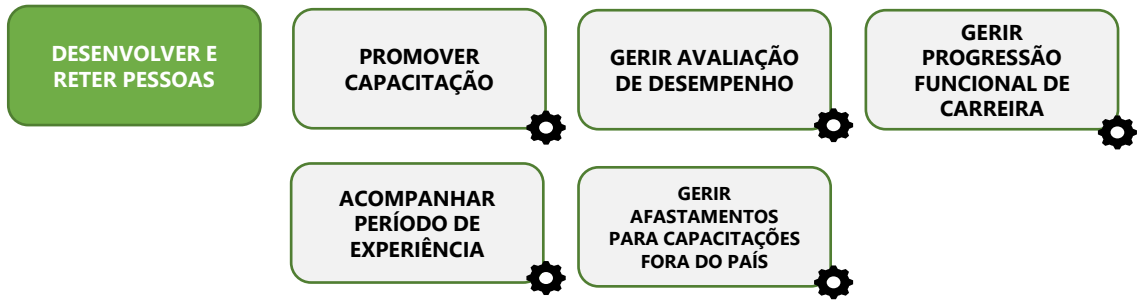 DESENVOLVER E
RETER PESSOAS
PROMOVER
CAPACITAÇÃO
GERIR AVALIAÇÃO
DE DESEMPENHO
GERIR
PROGRESSÃO
FUNCIONAL DE
CARREIRA
ACOMPANHAR
PERÍODO DE
EXPERIÊNCIA
GERIR
AFASTAMENTOS
PARA CAPACITAÇÕES
FORA DO PAÍS